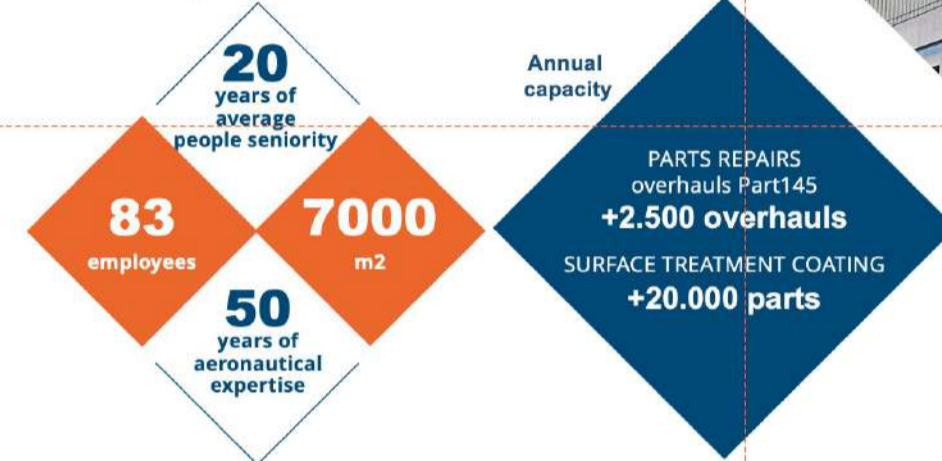 20
years of
average
people seniority
83
employees
7000
m2
50
years of
aeronautical
expertise
Annual
capacity
PARTS REPAIRS
overhauls Part145
+2.500 overhauls
SURFACE TREATMENT COATING
+20.000 parts